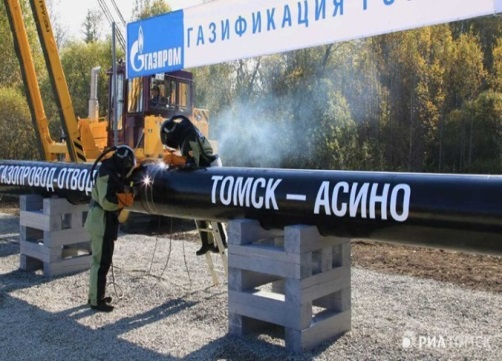 ГАЗПРОМ
ГАЗИФИКАЦИЯ
ГАЗОПРОВОД-ОТВОД
ТОМСК – АСИНО
РИАТОМСК